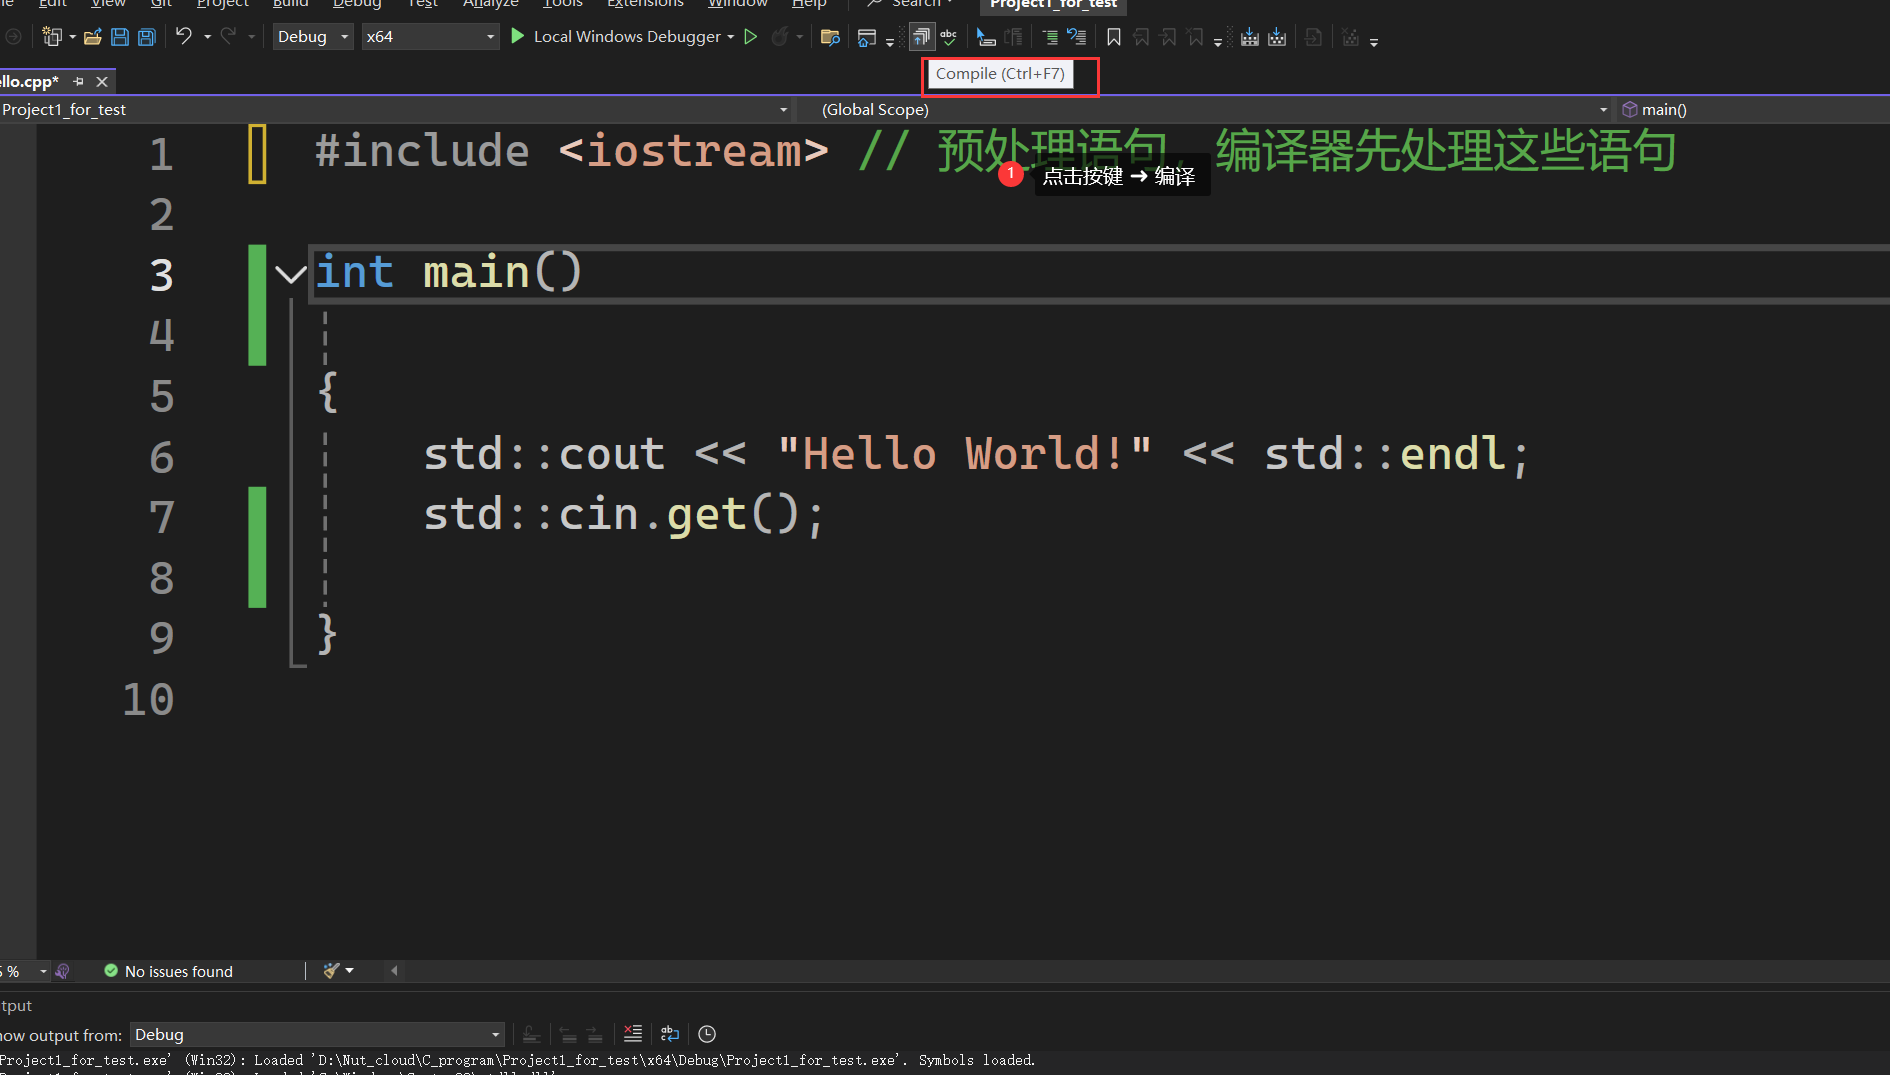 Edit View Git Project Build Debug Test Analyze Tools Extensions Window Help Search Project1_for_test
Debug x64 Local Windows Debugger abc
llo.cpp*
Compile (Ctrl+F7)
Project1_for_test (Global Scope) main()
1 #include <iostream> // 预处理语句，编译器先处理这些语句
1 点击按键 → 编译
2
3 int main()
4
5 {
6 std::cout << "Hello World!" << std::endl;
7 std::cin.get();
8
9 }
10
% No issues found
tput
ow output from: Debug
Project1_for_test.exe' (Win32): Loaded 'D:\Nut_cloud\C_program\Project1_for_test\x64\Debug\Project1_for_test.exe'. Symbols loaded.